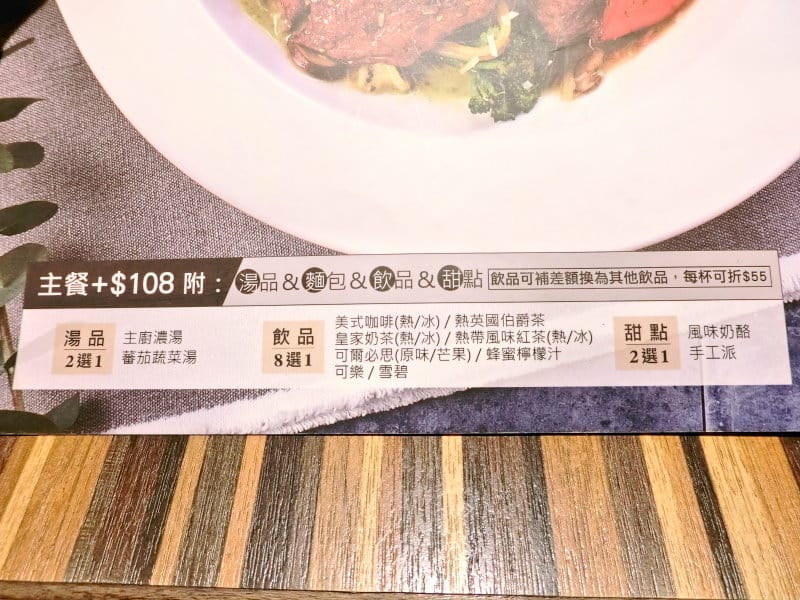 主餐+$108 附：湯品&麵包&飲品&甜點 飲品可補差額換為其他飲品，每杯可折$55
湯品
2選1
主廚濃湯
蕃茄蔬菜湯
飲品
8選1
美式咖啡(熱/冰) / 熱英國伯爵茶
皇家奶茶(熱/冰) / 熱帶風味紅茶(熱/冰)
可爾必思(原味/芒果) / 蜂蜜檸檬汁
可樂 / 雪碧
甜點
2選1
風味奶酪
手工派